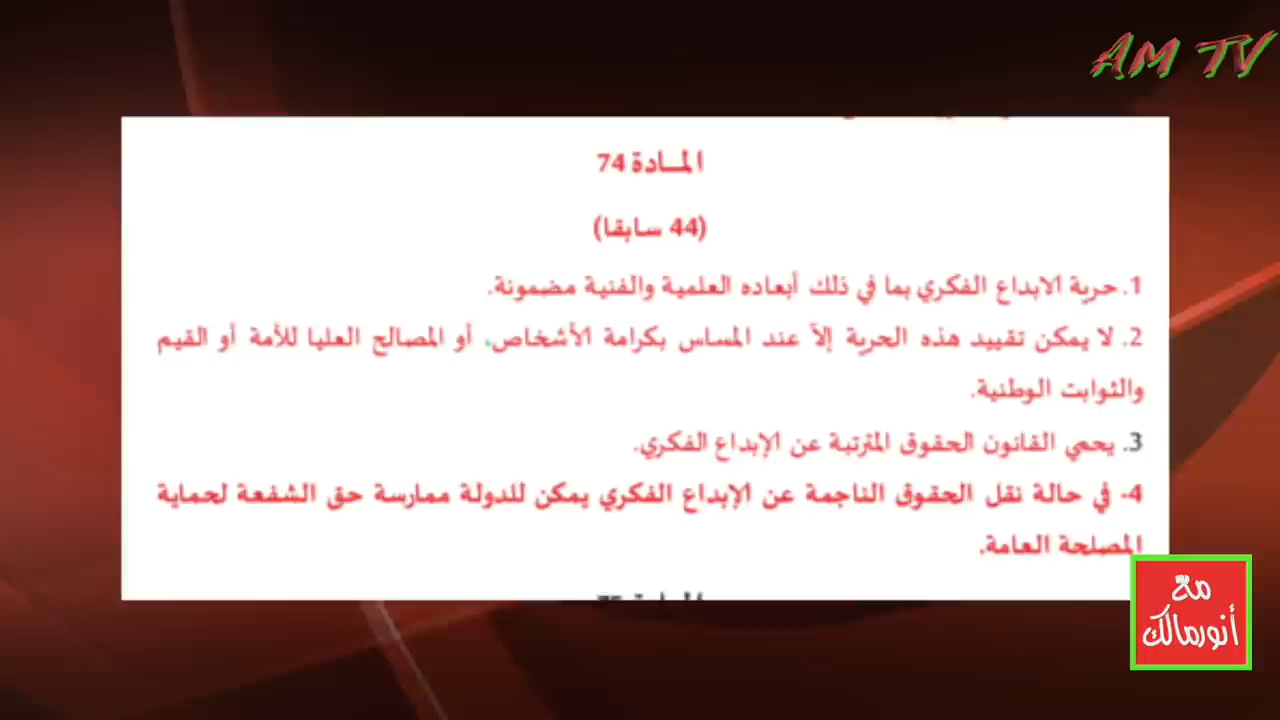 AM TV
المادة 74
(44 سابقا)
1. حرية الابداع الفكري بما في ذلك أبعاده العلمية والفنية مضمونة.
2. لا يمكن تقييد هذه الحرية إلاّ عند المساس بكرامة الأشخاص، أو المصالح العليا للأمة أو القيم
والثوابت الوطنية.
3. يحمي القانون الحقوق المترتبة عن الإبداع الفكري.
4- في حالة نقل الحقوق الناجمة عن الإبداع الفكري يمكن للدولة ممارسة حق الشفعة لحماية
المصلحة العامة.
مع
أنور مالك